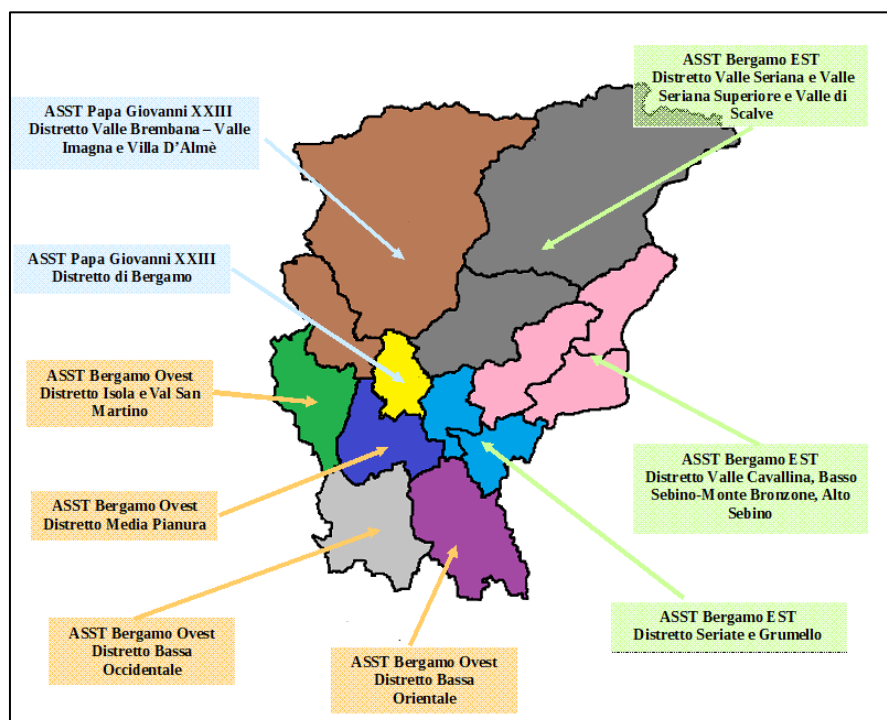 ASST Bergamo EST
Distretto Valle Seriana e Valle
Seriana Superiore e Valle di
Scalve
ASST Papa Giovanni XXIII
Distretto Valle Brembana – Valle
Imagna e Villa D'Almè
ASST Papa Giovanni XXIII
Distretto di Bergamo
ASST Bergamo Ovest
Distretto Isola e Val San
Martino
ASST Bergamo EST
Distretto Valle Cavallina, Basso
Sebino-Monte Bronzone, Alto
Sebino
ASST Bergamo Ovest
Distretto Media Pianura
ASST Bergamo EST
Distretto Seriate e Grumello
ASST Bergamo Ovest
Distretto Bassa
Occidentale
ASST Bergamo Ovest
Distretto Bassa
Orientale